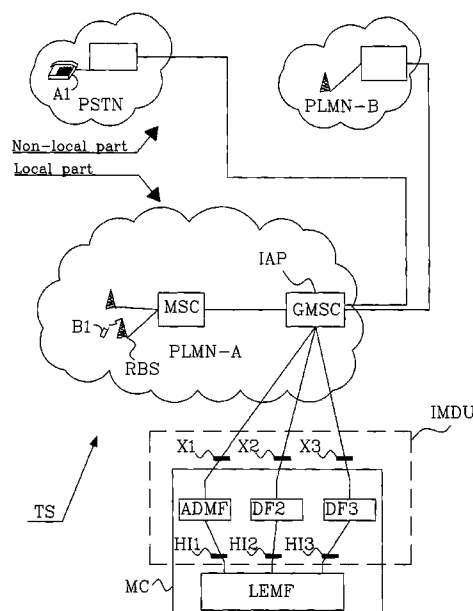 A1
PSTN
PLMN-B
Non-local part
Local part
IAP
MSC
GMSC
B1
RBS
PLMN-A
IMDU
X1
X2
X3
TS
ADMF
DF2
DF3
HI1
HI2
HI3
MC
LEMF